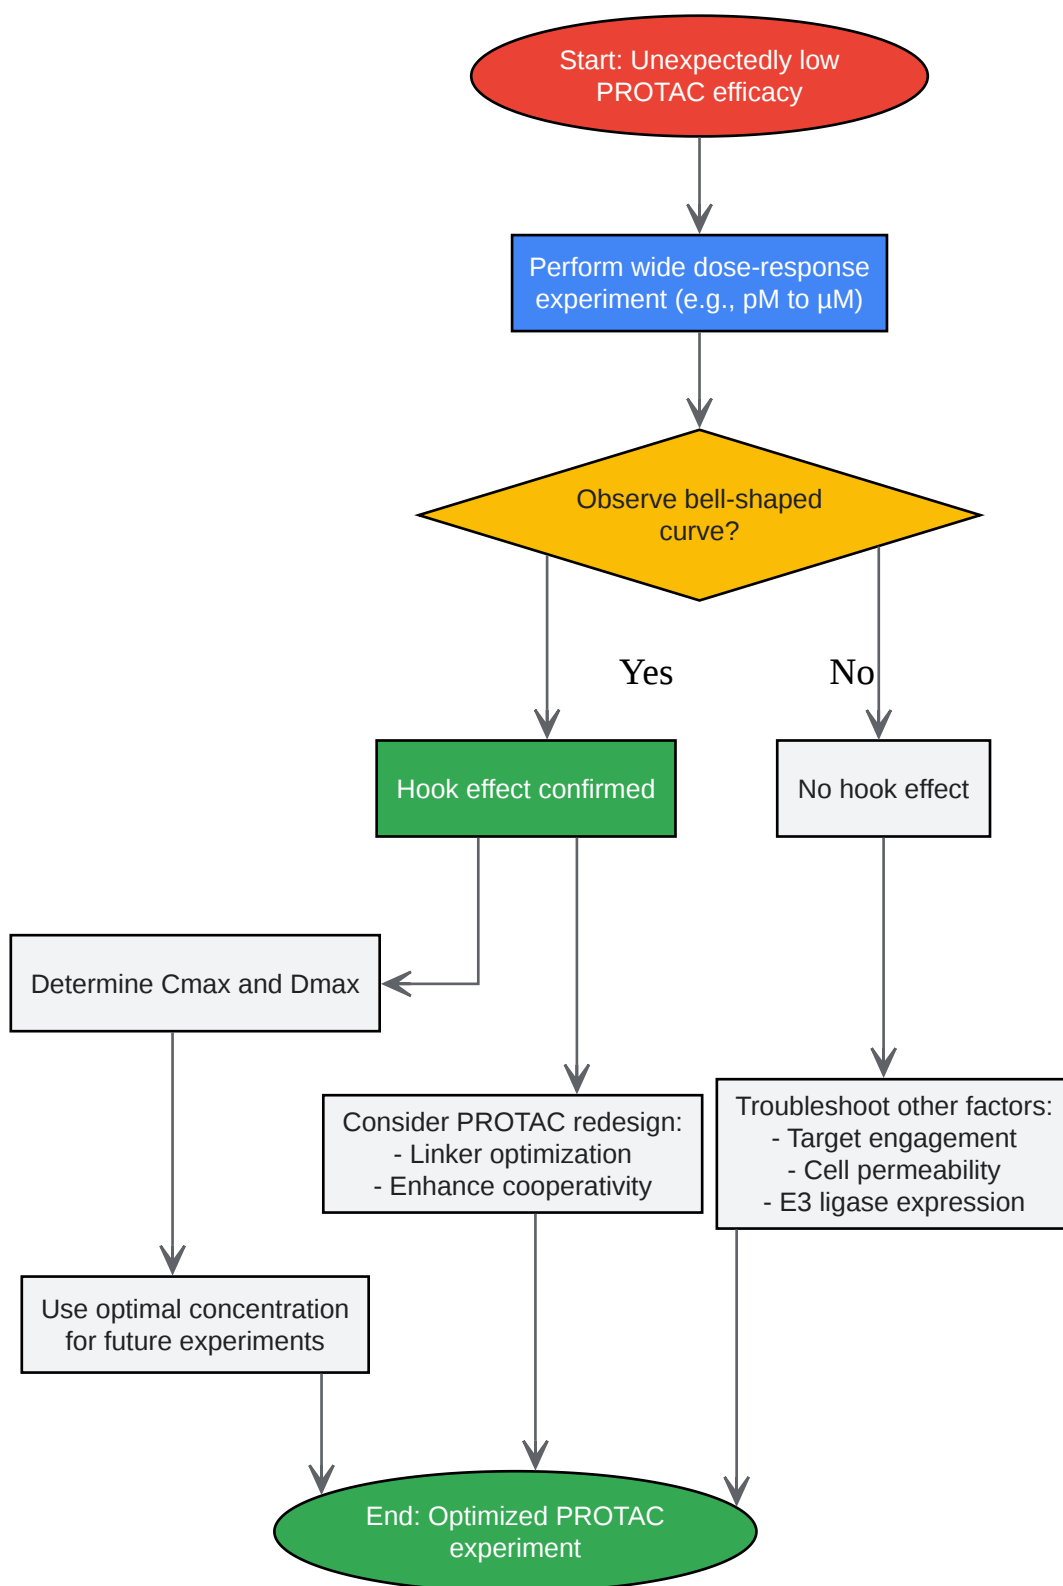 Start: Unexpectedly low
PROTAC efficacy
Perform wide dose-response
experiment (e.g., pM to µM)
Observe bell-shaped
curve?
Yes
No
Hook effect confirmed
No hook effect
Determine Cmax and Dmax
Consider PROTAC redesign:
- Linker optimization
- Enhance cooperativity
Troubleshoot other factors:
- Target engagement
- Cell permeability
- E3 ligase expression
Use optimal concentration
for future experiments
End: Optimized PROTAC
experiment